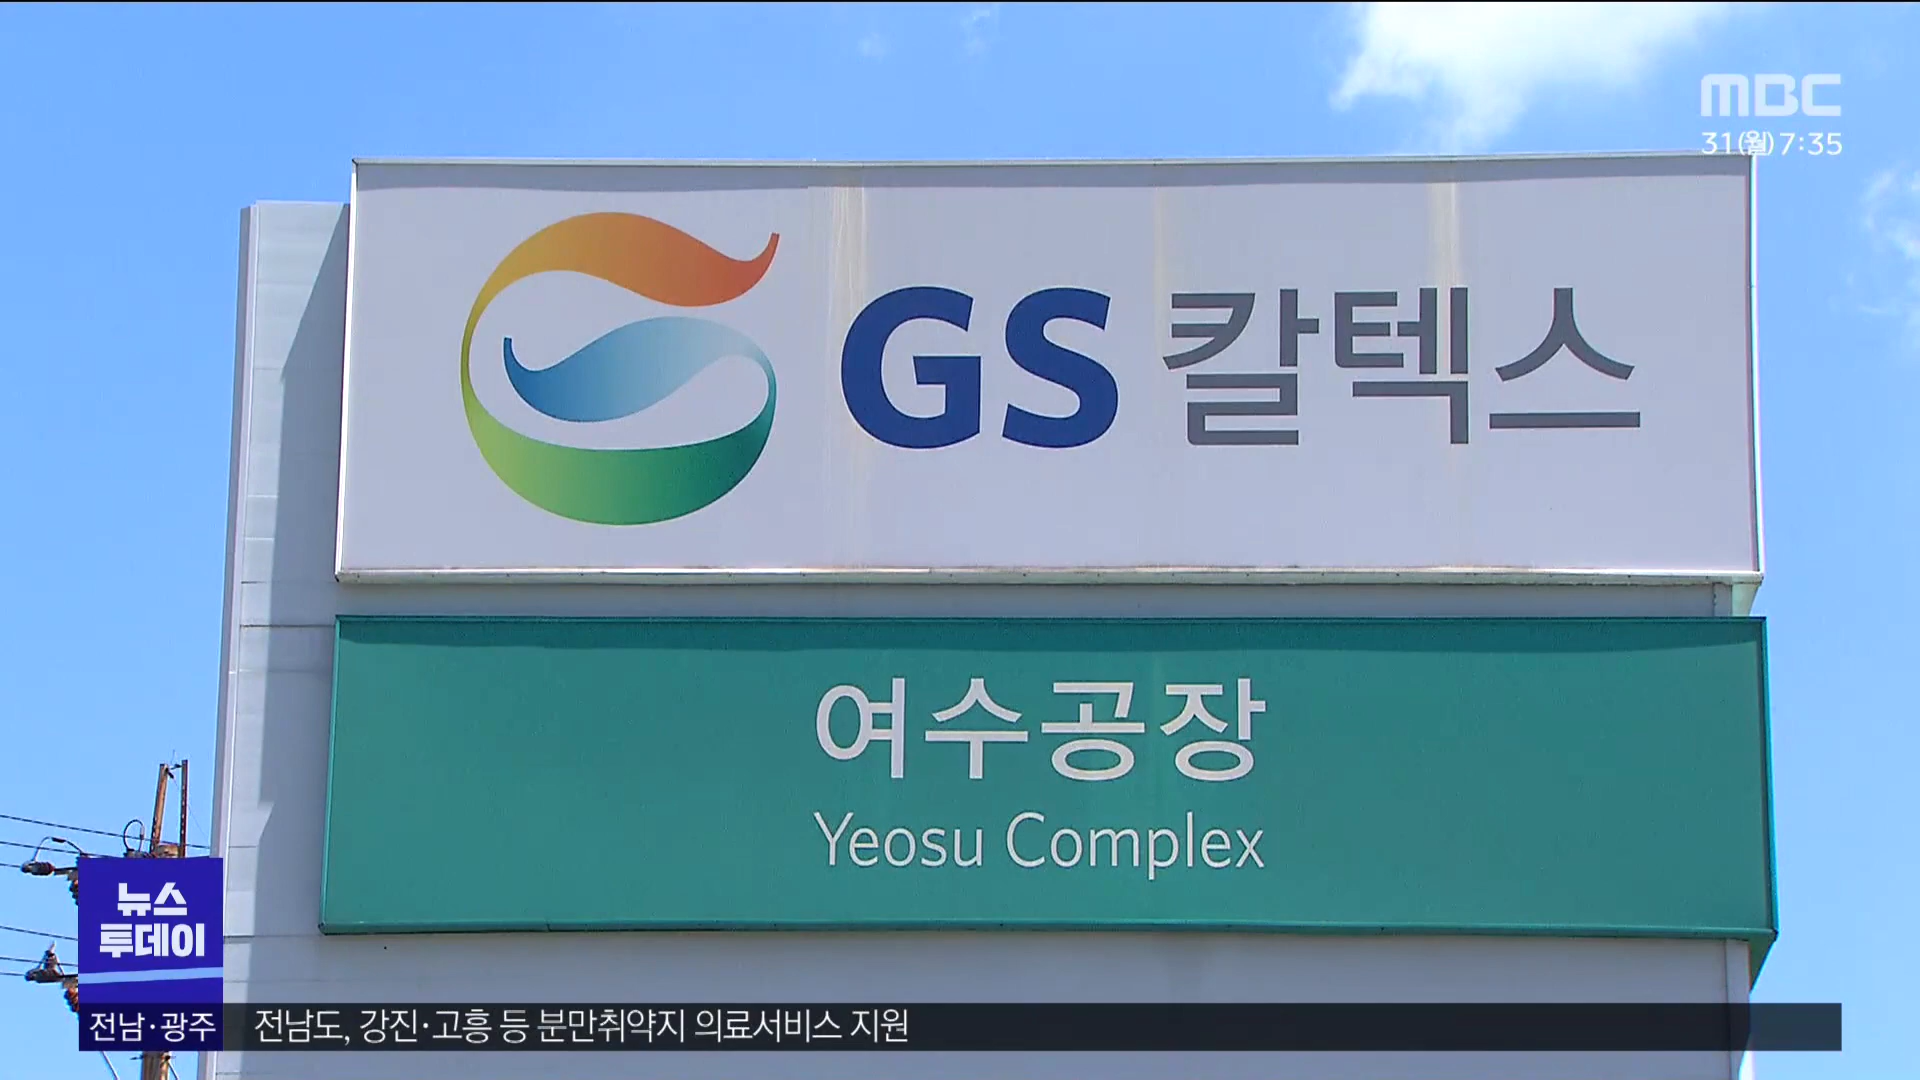 MBC
31(월) 7:35
GS칼텍스
여수공장
Yeosu Complex
뉴스
투데이
전남·광주 전남도, 강진·고흥 등 분만취약지 의료서비스 지원